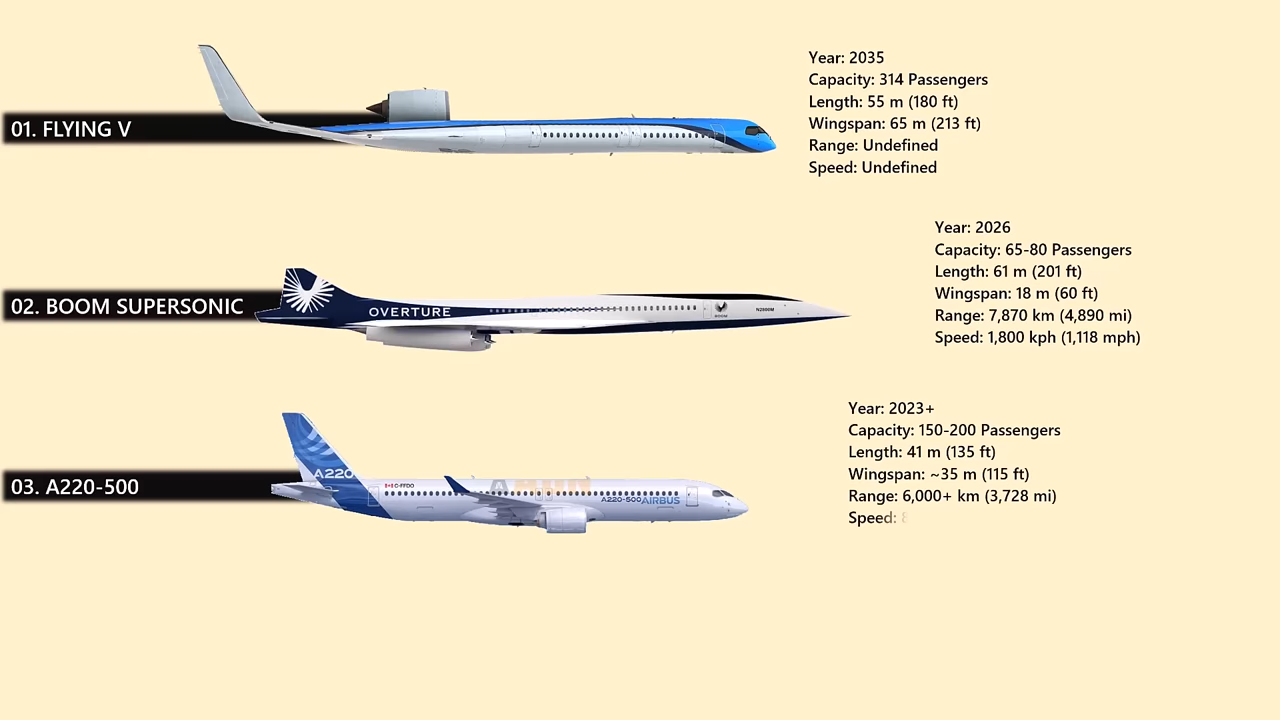 01. FLYING V
Year: 2035
Capacity: 314 Passengers
Length: 55 m (180 ft)
Wingspan: 65 m (213 ft)
Range: Undefined
Speed: Undefined
02. BOOM SUPERSONIC
OVERTURE
BOOM
Year: 2026
Capacity: 65-80 Passengers
Length: 61 m (201 ft)
Wingspan: 18 m (60 ft)
Range: 7,870 km (4,890 mi)
Speed: 1,800 kph (1,118 mph)
03. A220-500
A220
C-FFDO
A220-500 AIRBUS
Year: 2023+
Capacity: 150-200 Passengers
Length: 41 m (135 ft)
Wingspan: ~35 m (115 ft)
Range: 6,000+ km (3,728 mi)
Speed: